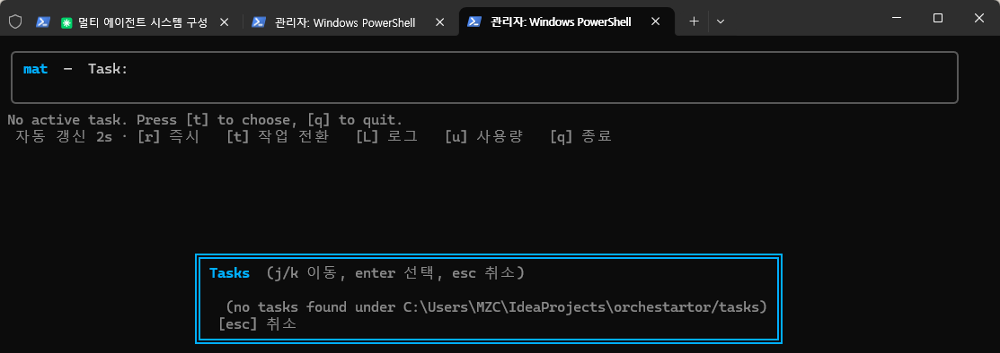 멀티 에이전트 시스템 구성
관리자: Windows PowerShell
관리자: Windows PowerShell
mat — Task:
No active task. Press [t] to choose, [q] to quit.
자동 갱신 2s · [r] 즉시 [t] 작업 전환 [L] 로그 [u] 사용량 [q] 종료
Tasks (j/k 이동, enter 선택, esc 취소)
(no tasks found under C:\Users\MZC\IdeaProjects\orchestartor/tasks)
[esc] 취소